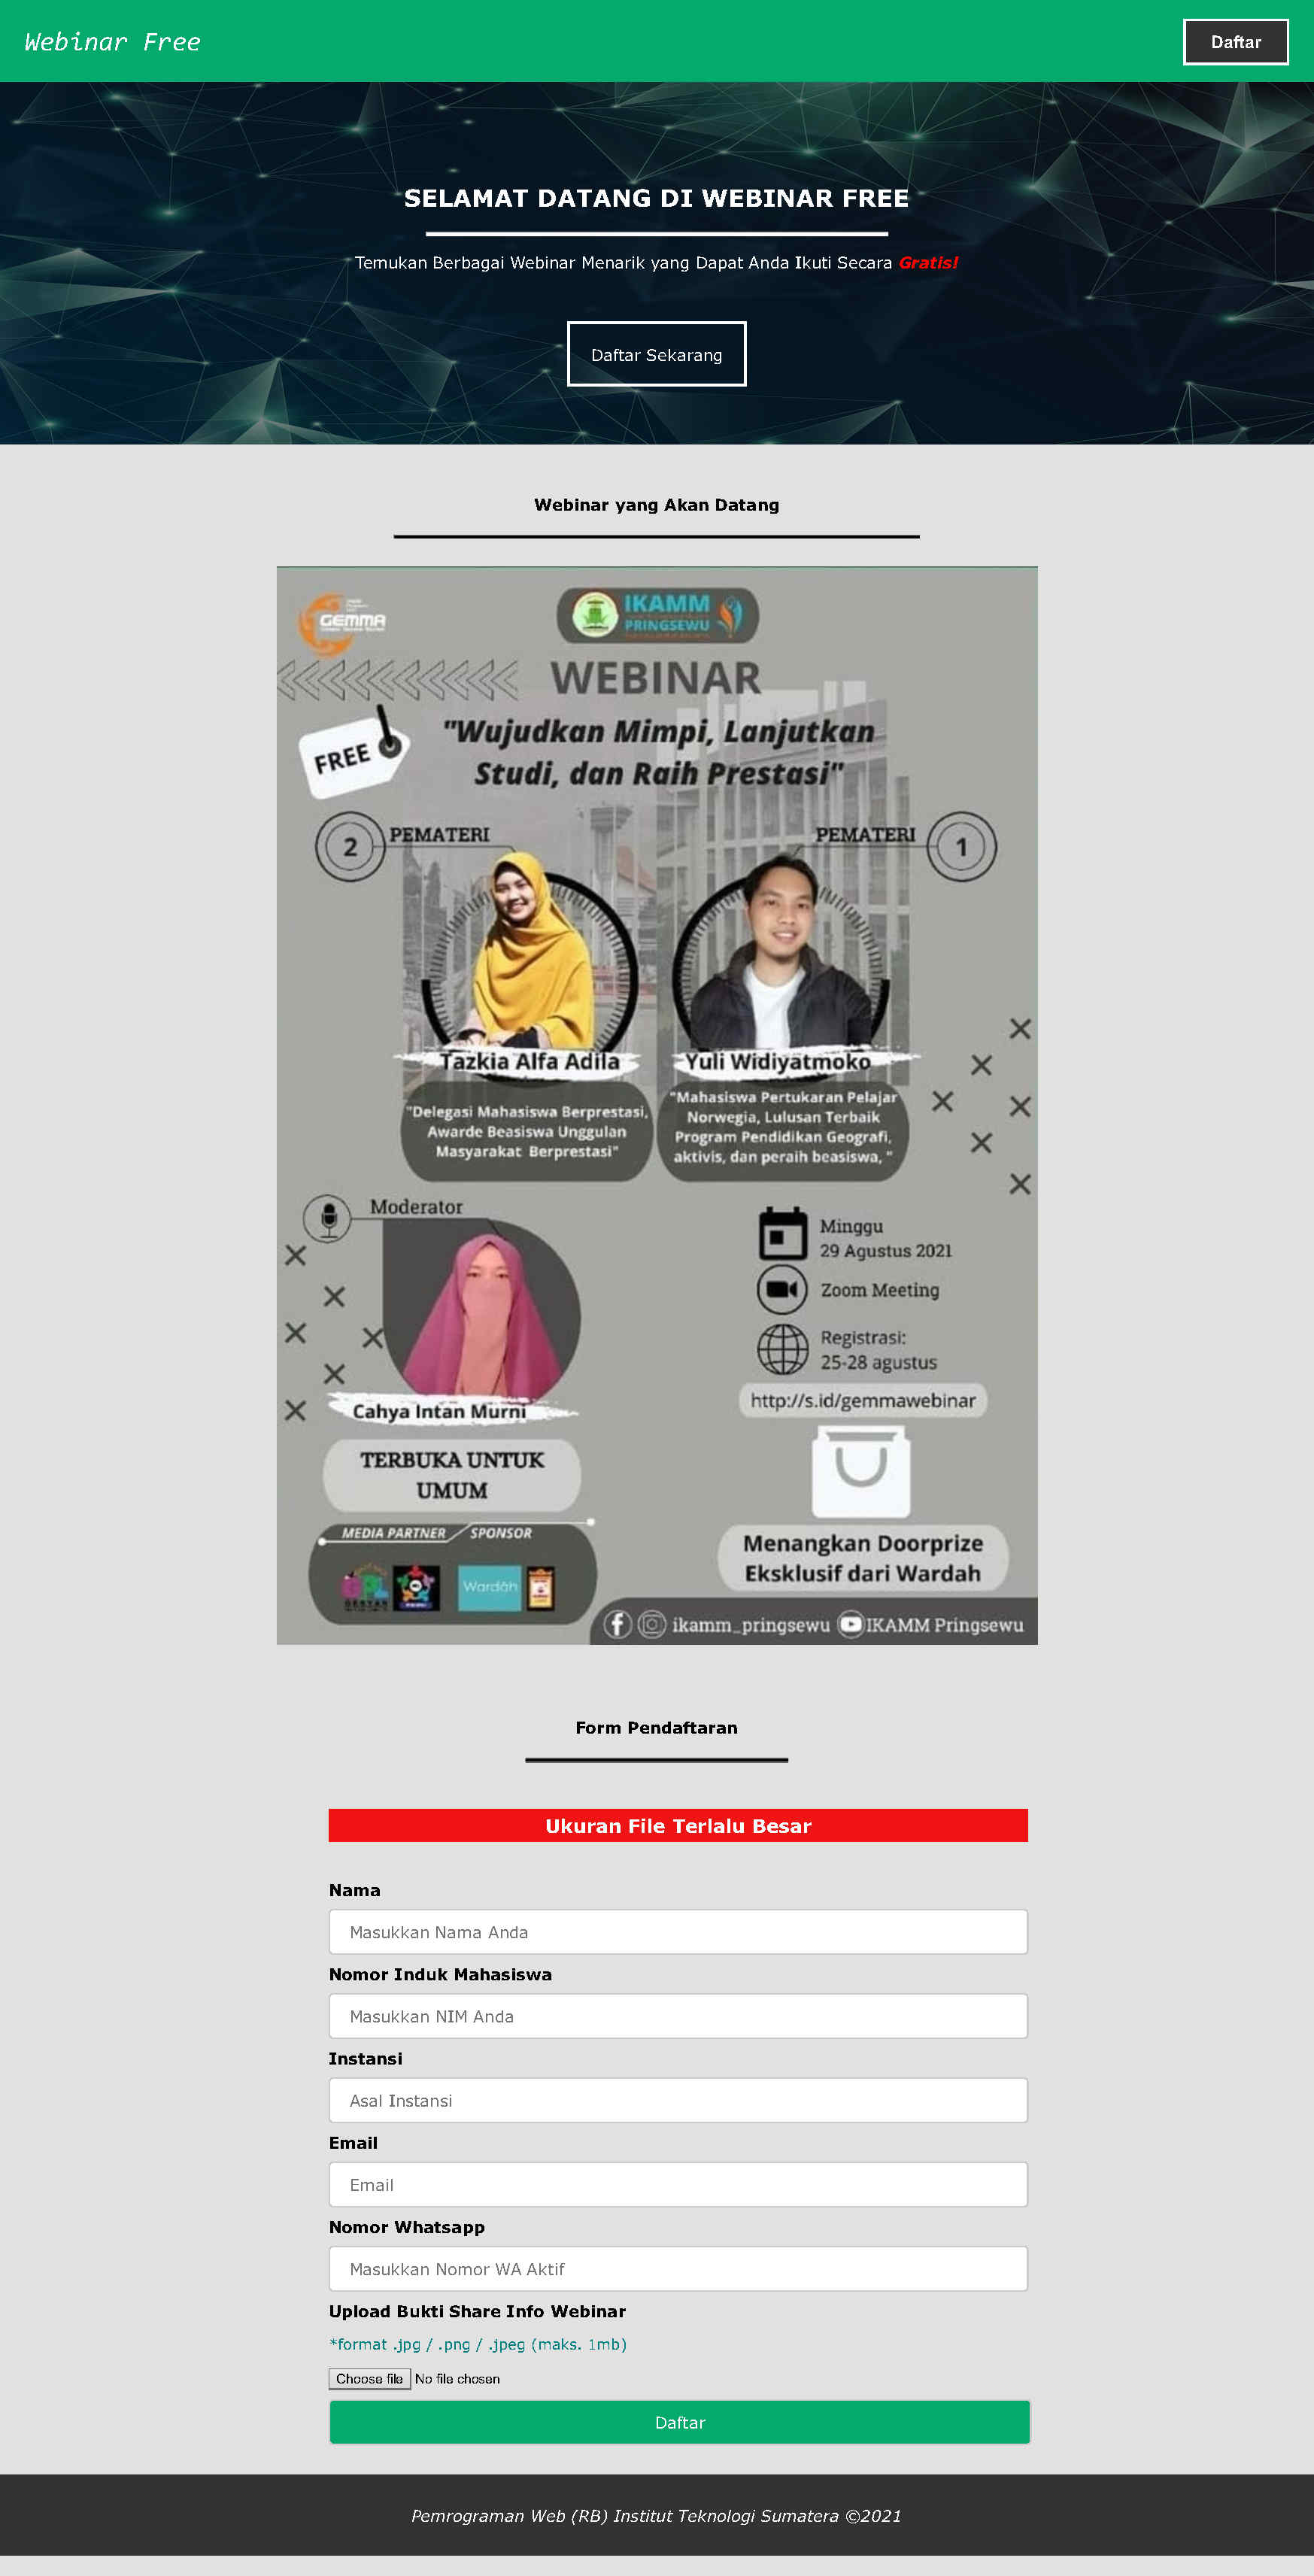 Webinar Free
Daftar
SELAMAT DATANG DI WEBINAR FREE
Temukan Berbagai Webinar Menarik yang Dapat Anda Ikuti Secara Gratis!
Daftar Sekarang
Webinar yang Akan Datang
GEMMA
IKAMM
PRINGSEWU
WEBINAR
FREE
"Wujudkan Mimpi, Lanjutkan
Studi, dan Raih Prestasi"
2 PEMATERI
PEMATERI 1
Tazkia Alfa Adila
Yuli Widiyatmoko
"Delegasi Mahasiswa Berprestasi,
Awarde Beasiswa Unggulan
Masyarakat Berprestasi"
"Mahasiswa Pertukaran Pelajar
Norwegia, Lulusan Terbaik
Program Pendidikan Geografi,
aktivis, dan peraih beasiswa, "
Moderator
Cahya Intan Murni
Minggu
29 Agustus 2021
Zoom Meeting
Registrasi:
25-28 agustus
http://s.id/gemmawebinar
TERBUKA UNTUK
UMUM
MEDIA PARTNER
SPONSOR
Wardah
Menangkan Doorprize
Eksklusif dari Wardah
ikamm_pringsewu
IKAMM Pringsewu
Form Pendaftaran
Ukuran File Terlalu Besar
Nama
Masukkan Nama Anda
Nomor Induk Mahasiswa
Masukkan NIM Anda
Instansi
Asal Instansi
Email
Email
Nomor Whatsapp
Masukkan Nomor WA Aktif
Upload Bukti Share Info Webinar
*format .jpg / .png / .jpeg (maks. 1mb)
Choose file No file chosen
Daftar
Pemrograman Web (RB) Institut Teknologi Sumatera ©2021